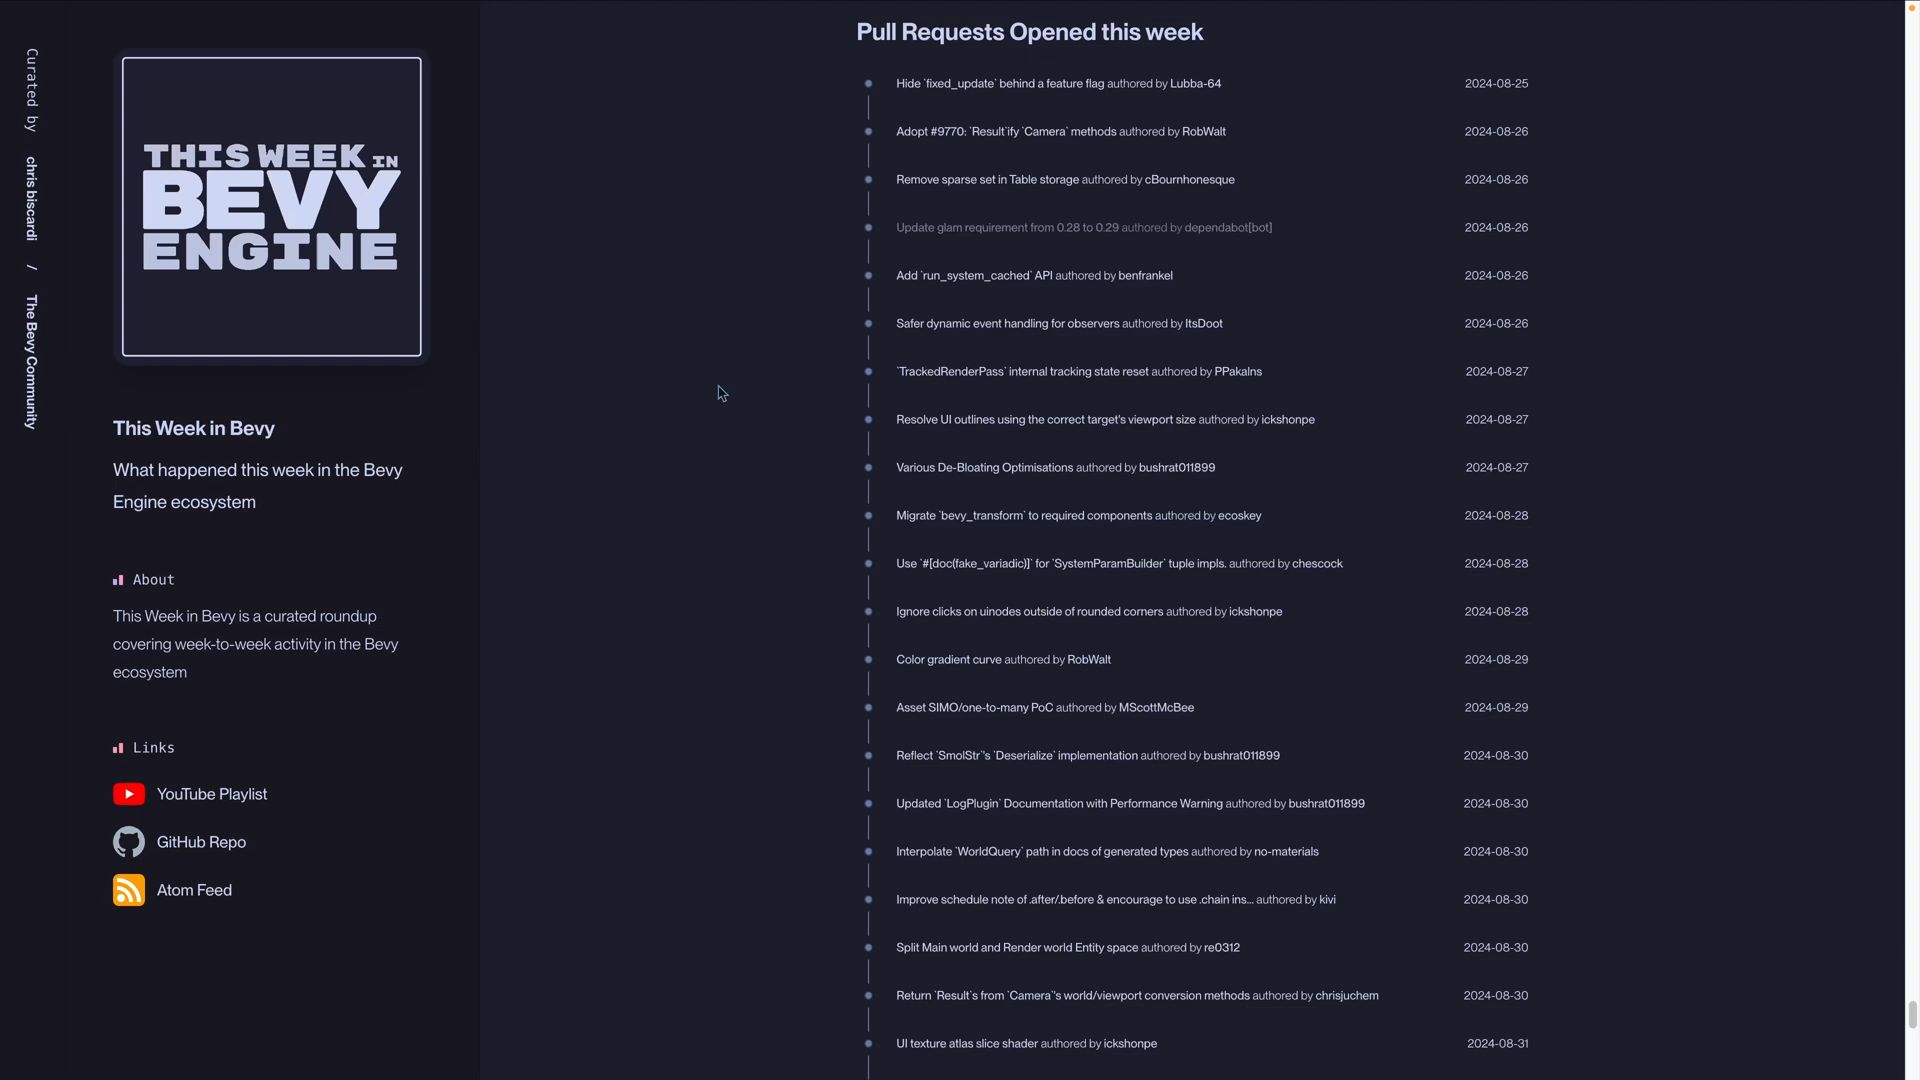 Curated by chris biscardi / The Bevy Community
THIS WEEK IN
BEVY
ENGINE
This Week in Bevy
What happened this week in the Bevy
Engine ecosystem
About
This Week in Bevy is a curated roundup
covering week-to-week activity in the Bevy
ecosystem
Links
YouTube Playlist
GitHub Repo
Atom Feed
Pull Requests Opened this week
Hide `fixed_update` behind a feature flag authored by Lubba-64 2024-08-25
Adopt #9770: `Result`ify `Camera` methods authored by RobWalt 2024-08-26
Remove sparse set in Table storage authored by cBournhonesque 2024-08-26
Update glam requirement from 0.28 to 0.29 authored by dependabot[bot] 2024-08-26
Add `run_system_cached` API authored by benfrankel 2024-08-26
Safer dynamic event handling for observers authored by ItsDoot 2024-08-26
`TrackedRenderPass` internal tracking state reset authored by PPakalns 2024-08-27
Resolve UI outlines using the correct target's viewport size authored by ickshonpe 2024-08-27
Various De-Bloating Optimisations authored by bushrat011899 2024-08-27
Migrate `bevy_transform` to required components authored by ecoskey 2024-08-28
Use `#[doc(fake_variadic)]` for `SystemParamBuilder` tuple impls. authored by chescock 2024-08-28
Ignore clicks on uinodes outside of rounded corners authored by ickshonpe 2024-08-28
Color gradient curve authored by RobWalt 2024-08-29
Asset SIMO/one-to-many PoC authored by MScottMcBee 2024-08-29
Reflect `SmolStr`'s `Deserialize` implementation authored by bushrat011899 2024-08-30
Updated `LogPlugin` Documentation with Performance Warning authored by bushrat011899 2024-08-30
Interpolate `WorldQuery` path in docs of generated types authored by no-materials 2024-08-30
Improve schedule note of .after/.before & encourage to use .chain ins... authored by kivi 2024-08-30
Split Main world and Render world Entity space authored by re0312 2024-08-30
Return `Result`s from `Camera`'s world/viewport conversion methods authored by chrisjuchem 2024-08-30
UI texture atlas slice shader authored by ickshonpe 2024-08-31